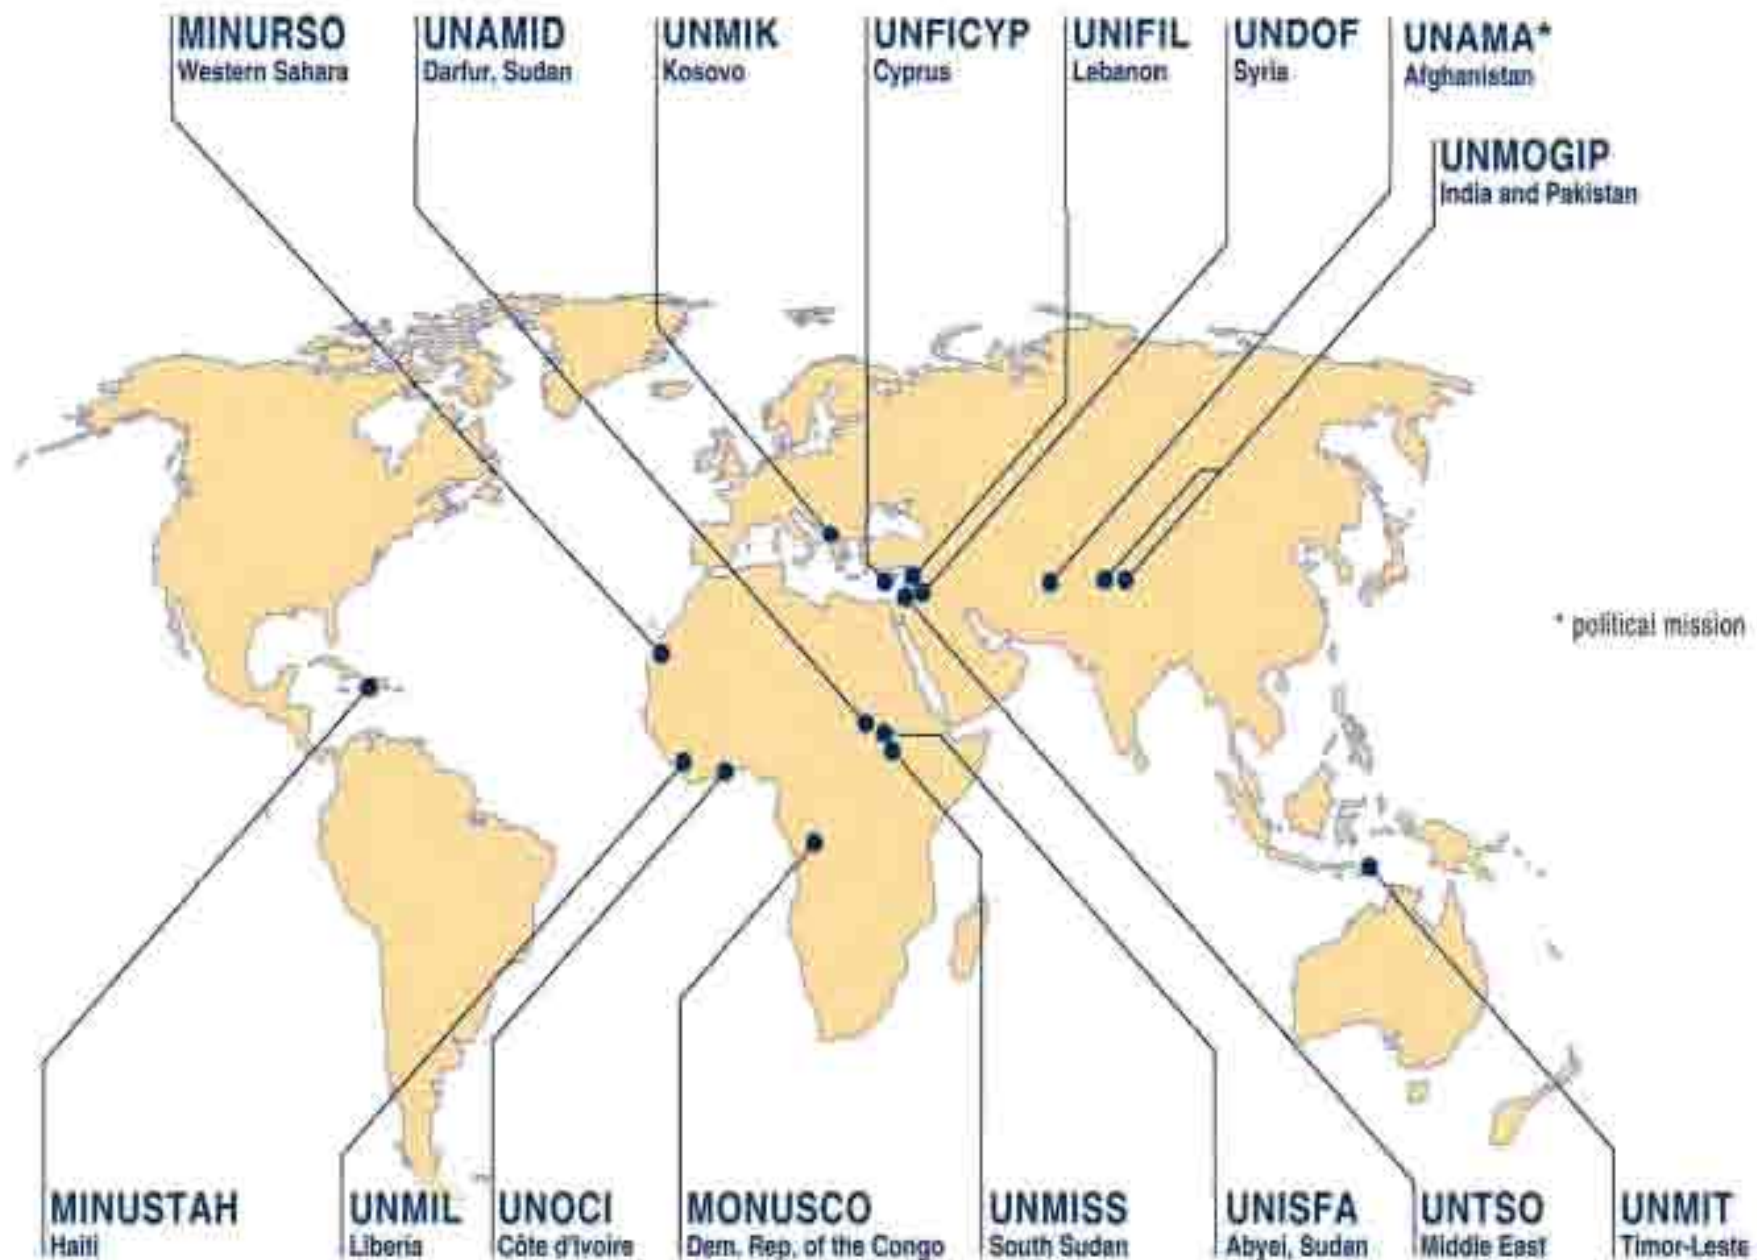 MINURSO
Western Sahara
UNAMID
Darfur, Sudan
UNMIK
Kosovo
UNFICYP
Cyprus
UNIFIL
Lebanon
UNDOF
Syria
UNAMA*
Afghanistan
UNMOGIP
India and Pakistan
* political mission
MINUSTAH
Haiti
UNMIL
Liberia
UNOCI
Côte d'Ivoire
MONUSCO
Dem. Rep. of the Congo
UNMISS
South Sudan
UNISFA
Abyei, Sudan
UNTSO
Middle East
UNMIT
Timor-Leste